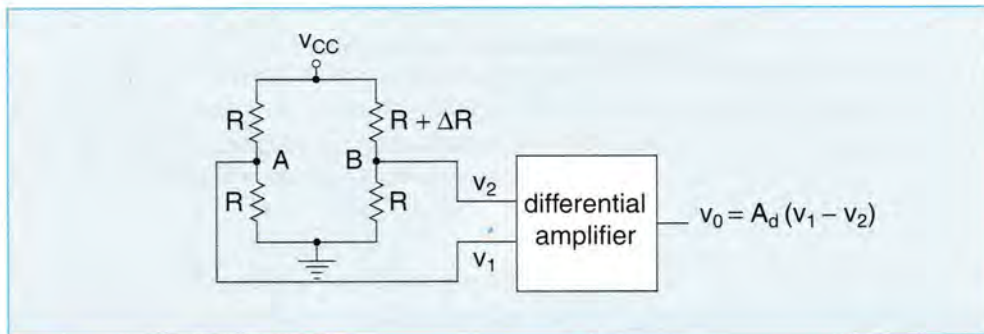 V_CC
R
R + ΔR
A
B
R
R
v_2
v_1
differential
amplifier
v_0 = A_d (v_1 − v_2)